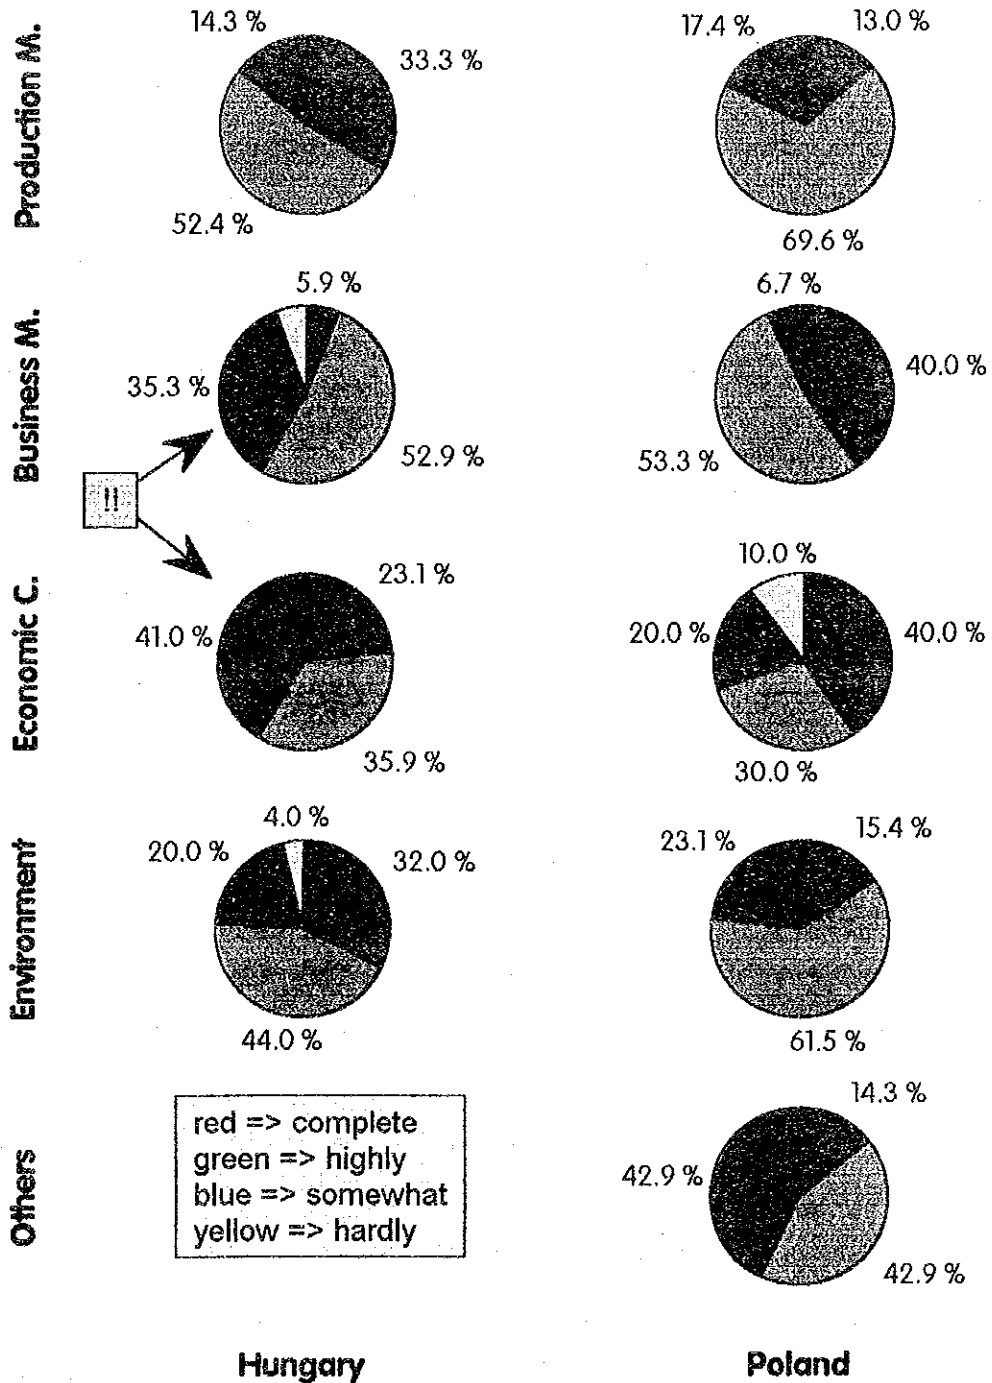 Production M.
14.3 %
33.3 %
52.4 %
17.4 %
13.0 %
69.6 %
Business M.
5.9 %
35.3 %
52.9 %
6.7 %
40.0 %
53.3 %
!!
Economic C.
23.1 %
41.0 %
35.9 %
10.0 %
20.0 %
40.0 %
30.0 %
Environment
4.0 %
20.0 %
32.0 %
44.0 %
23.1 %
15.4 %
61.5 %
Others
red => complete
green => highly
blue => somewhat
yellow => hardly
14.3 %
42.9 %
42.9 %
Hungary
Poland